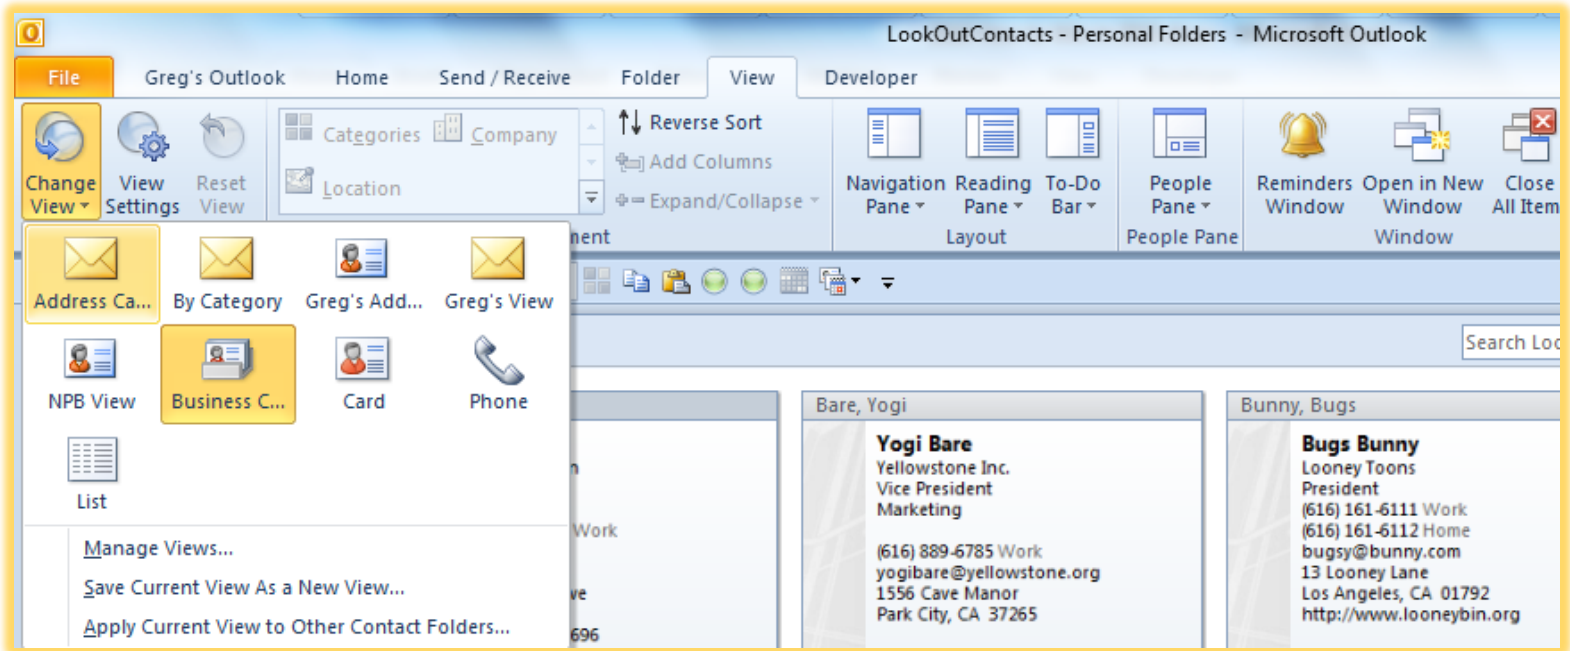 LookOutContacts - Personal Folders - Microsoft Outlook
File Greg's Outlook Home Send / Receive Folder View Developer
Change View
View Settings
Reset View
Categories Company
Location
Reverse Sort
Add Columns
Expand/Collapse
Navigation Pane
Reading Pane
To-Do Bar
Layout
People Pane
People Pane
Reminders Window
Open in New Window
Close All Item
Window
ment
Address Ca... By Category Greg's Add... Greg's View
NPB View Business C... Card Phone
List
Manage Views...
Save Current View As a New View...
Apply Current View to Other Contact Folders...
Search Loo
n
Work
ve
696
Bare, Yogi
Yogi Bare
Yellowstone Inc.
Vice President
Marketing
(616) 889-6785 Work
yogibare@yellowstone.org
1556 Cave Manor
Park City, CA 37265
Bunny, Bugs
Bugs Bunny
Looney Toons
President
(616) 161-6111 Work
(616) 161-6112 Home
bugsy@bunny.com
13 Looney Lane
Los Angeles, CA 01792
http://www.looneybin.org